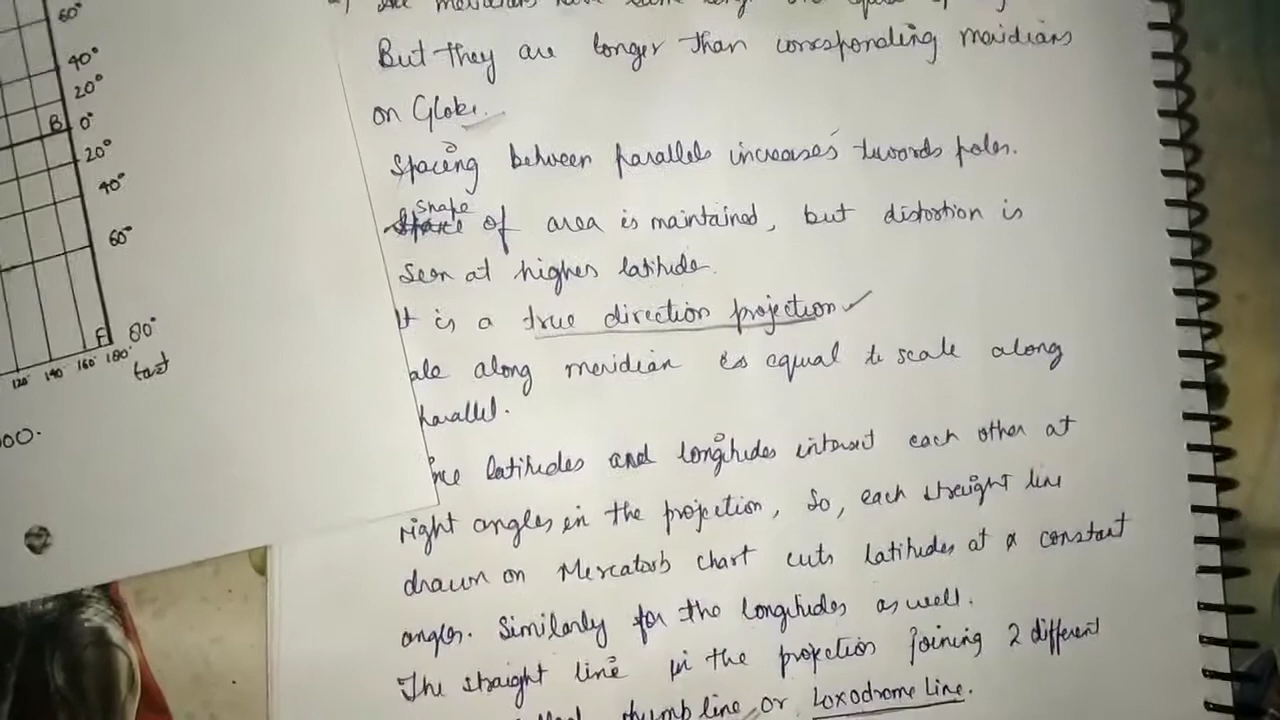 60°
40°
20°
B 0°
20°
40°
60°
F 80°
120° 140° 160° 180°
East
00.
But they are longer than corresponding meridians
on Globe.
Spacing between parallels increases towords poles.
Shape of area is maintained, but distortion is
seen at higher latitude.
It is a true direction projection ✓
ale along meridian is equal to scale along
parallel.
nce latitudes and longitudes intersect each other at
right angles in the projection, So, each straight line
drawn on Mercator's chart cuts latitudes at a constant
angles. Similarly for the longitudes as well.
The straight line in the projection joining 2 different
rhumb line or Loxodrome Line.